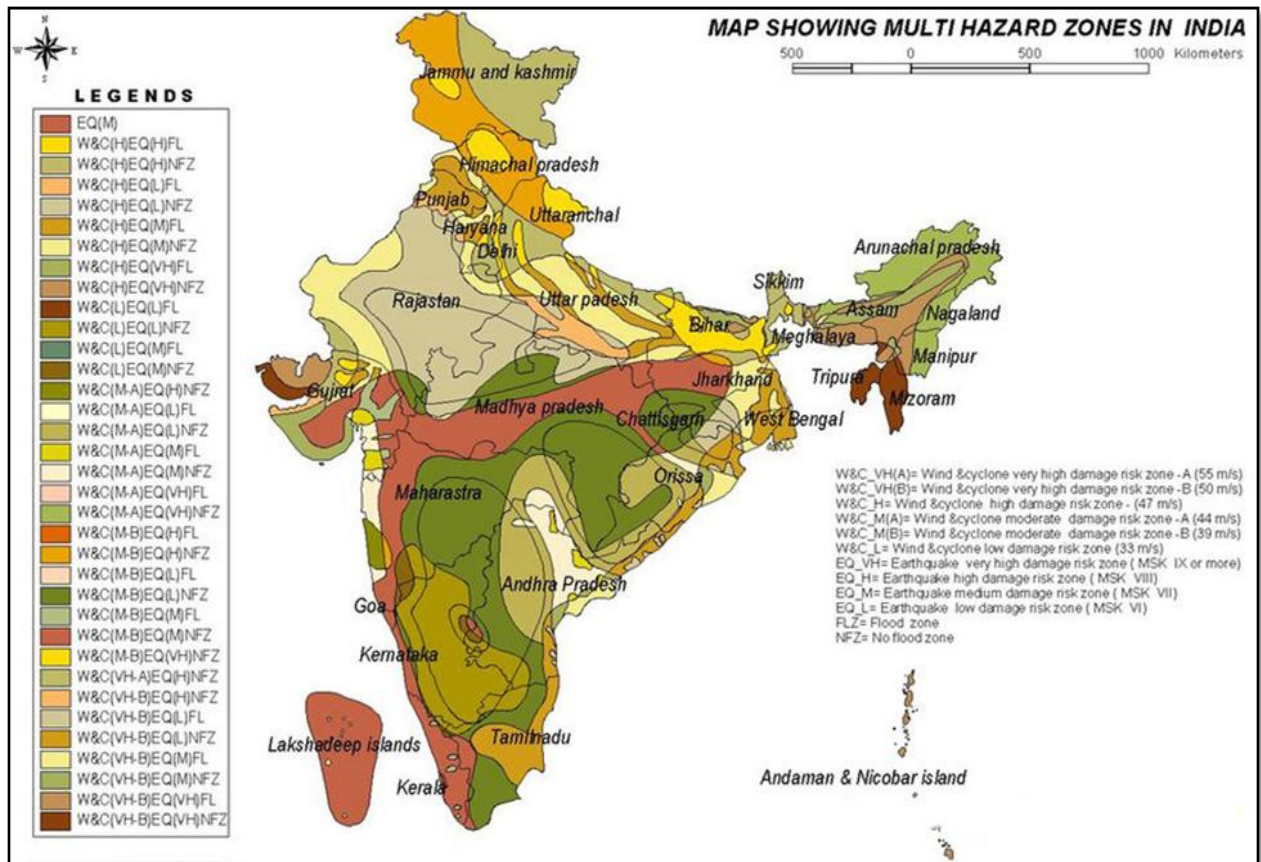 MAP SHOWING MULTI HAZARD ZONES IN INDIA
500 0 500 1000 Kilometers
N
W E
S
LEGENDS
EQ(M)
W&C(H)EQ(H)FL
W&C(H)EQ(H)NFZ
W&C(H)EQ(L)FL
W&C(H)EQ(L)NFZ
W&C(H)EQ(M)FL
W&C(H)EQ(M)NFZ
W&C(H)EQ(VH)FL
W&C(H)EQ(VH)NFZ
W&C(L)EQ(L)FL
W&C(L)EQ(L)NFZ
W&C(L)EQ(M)FL
W&C(L)EQ(M)NFZ
W&C(M-A)EQ(H)NFZ
W&C(M-A)EQ(L)FL
W&C(M-A)EQ(L)NFZ
W&C(M-A)EQ(M)FL
W&C(M-A)EQ(M)NFZ
W&C(M-A)EQ(VH)FL
W&C(M-A)EQ(VH)NFZ
W&C(M-B)EQ(H)FL
W&C(M-B)EQ(H)NFZ
W&C(M-B)EQ(L)FL
W&C(M-B)EQ(L)NFZ
W&C(M-B)EQ(M)FL
W&C(M-B)EQ(M)NFZ
W&C(M-B)EQ(VH)NFZ
W&C(VH-A)EQ(H)NFZ
W&C(VH-B)EQ(H)NFZ
W&C(VH-B)EQ(L)FL
W&C(VH-B)EQ(L)NFZ
W&C(VH-B)EQ(M)FL
W&C(VH-B)EQ(M)NFZ
W&C(VH-B)EQ(VH)FL
W&C(VH-B)EQ(VH)NFZ
Jammu and kashmir
Himachal pradesh
Punjab
Uttaranchal
Haryana
Delhi
Arunachal pradesh
Sikkim
Rajastan
Uttar padesh
Assam
Nagaland
Bihar
Meghalaya
Manipur
Gujrat
Jharkhand
Tripura
Mizoram
Madhya pradesh
Chattisgarh
West Bengal
Orissa
Maharastra
Andhra Pradesh
Goa
Kernataka
Tamilnadu
Lakshadeep islands
Kerala
Andaman & Nicobar island
W&C_VH(A)= Wind &cyclone very high damage risk zone -A (55 m/s)
W&C_VH(B)= Wind &cyclone very high damage risk zone -B (50 m/s)
W&C_H= Wind &cyclone high damage risk zone - (47 m/s)
W&C_M(A)= Wind &cyclone moderate damage risk zone -A (44 m/s)
W&C_M(B)= Wind &cyclone moderate damage risk zone -B (39 m/s)
W&C_L= Wind &cyclone low damage risk zone (33 m/s)
EQ_VH= Earthquake very high damage risk zone ( MSK IX or more)
EQ_H= Earthquake high damage risk zone ( MSK VIII)
EQ_M= Earthquake medium damage risk zone ( MSK VII)
EQ_L= Earthquake low damage risk zone ( MSK VI)
FLZ= Flood zone
NFZ= No flood zone